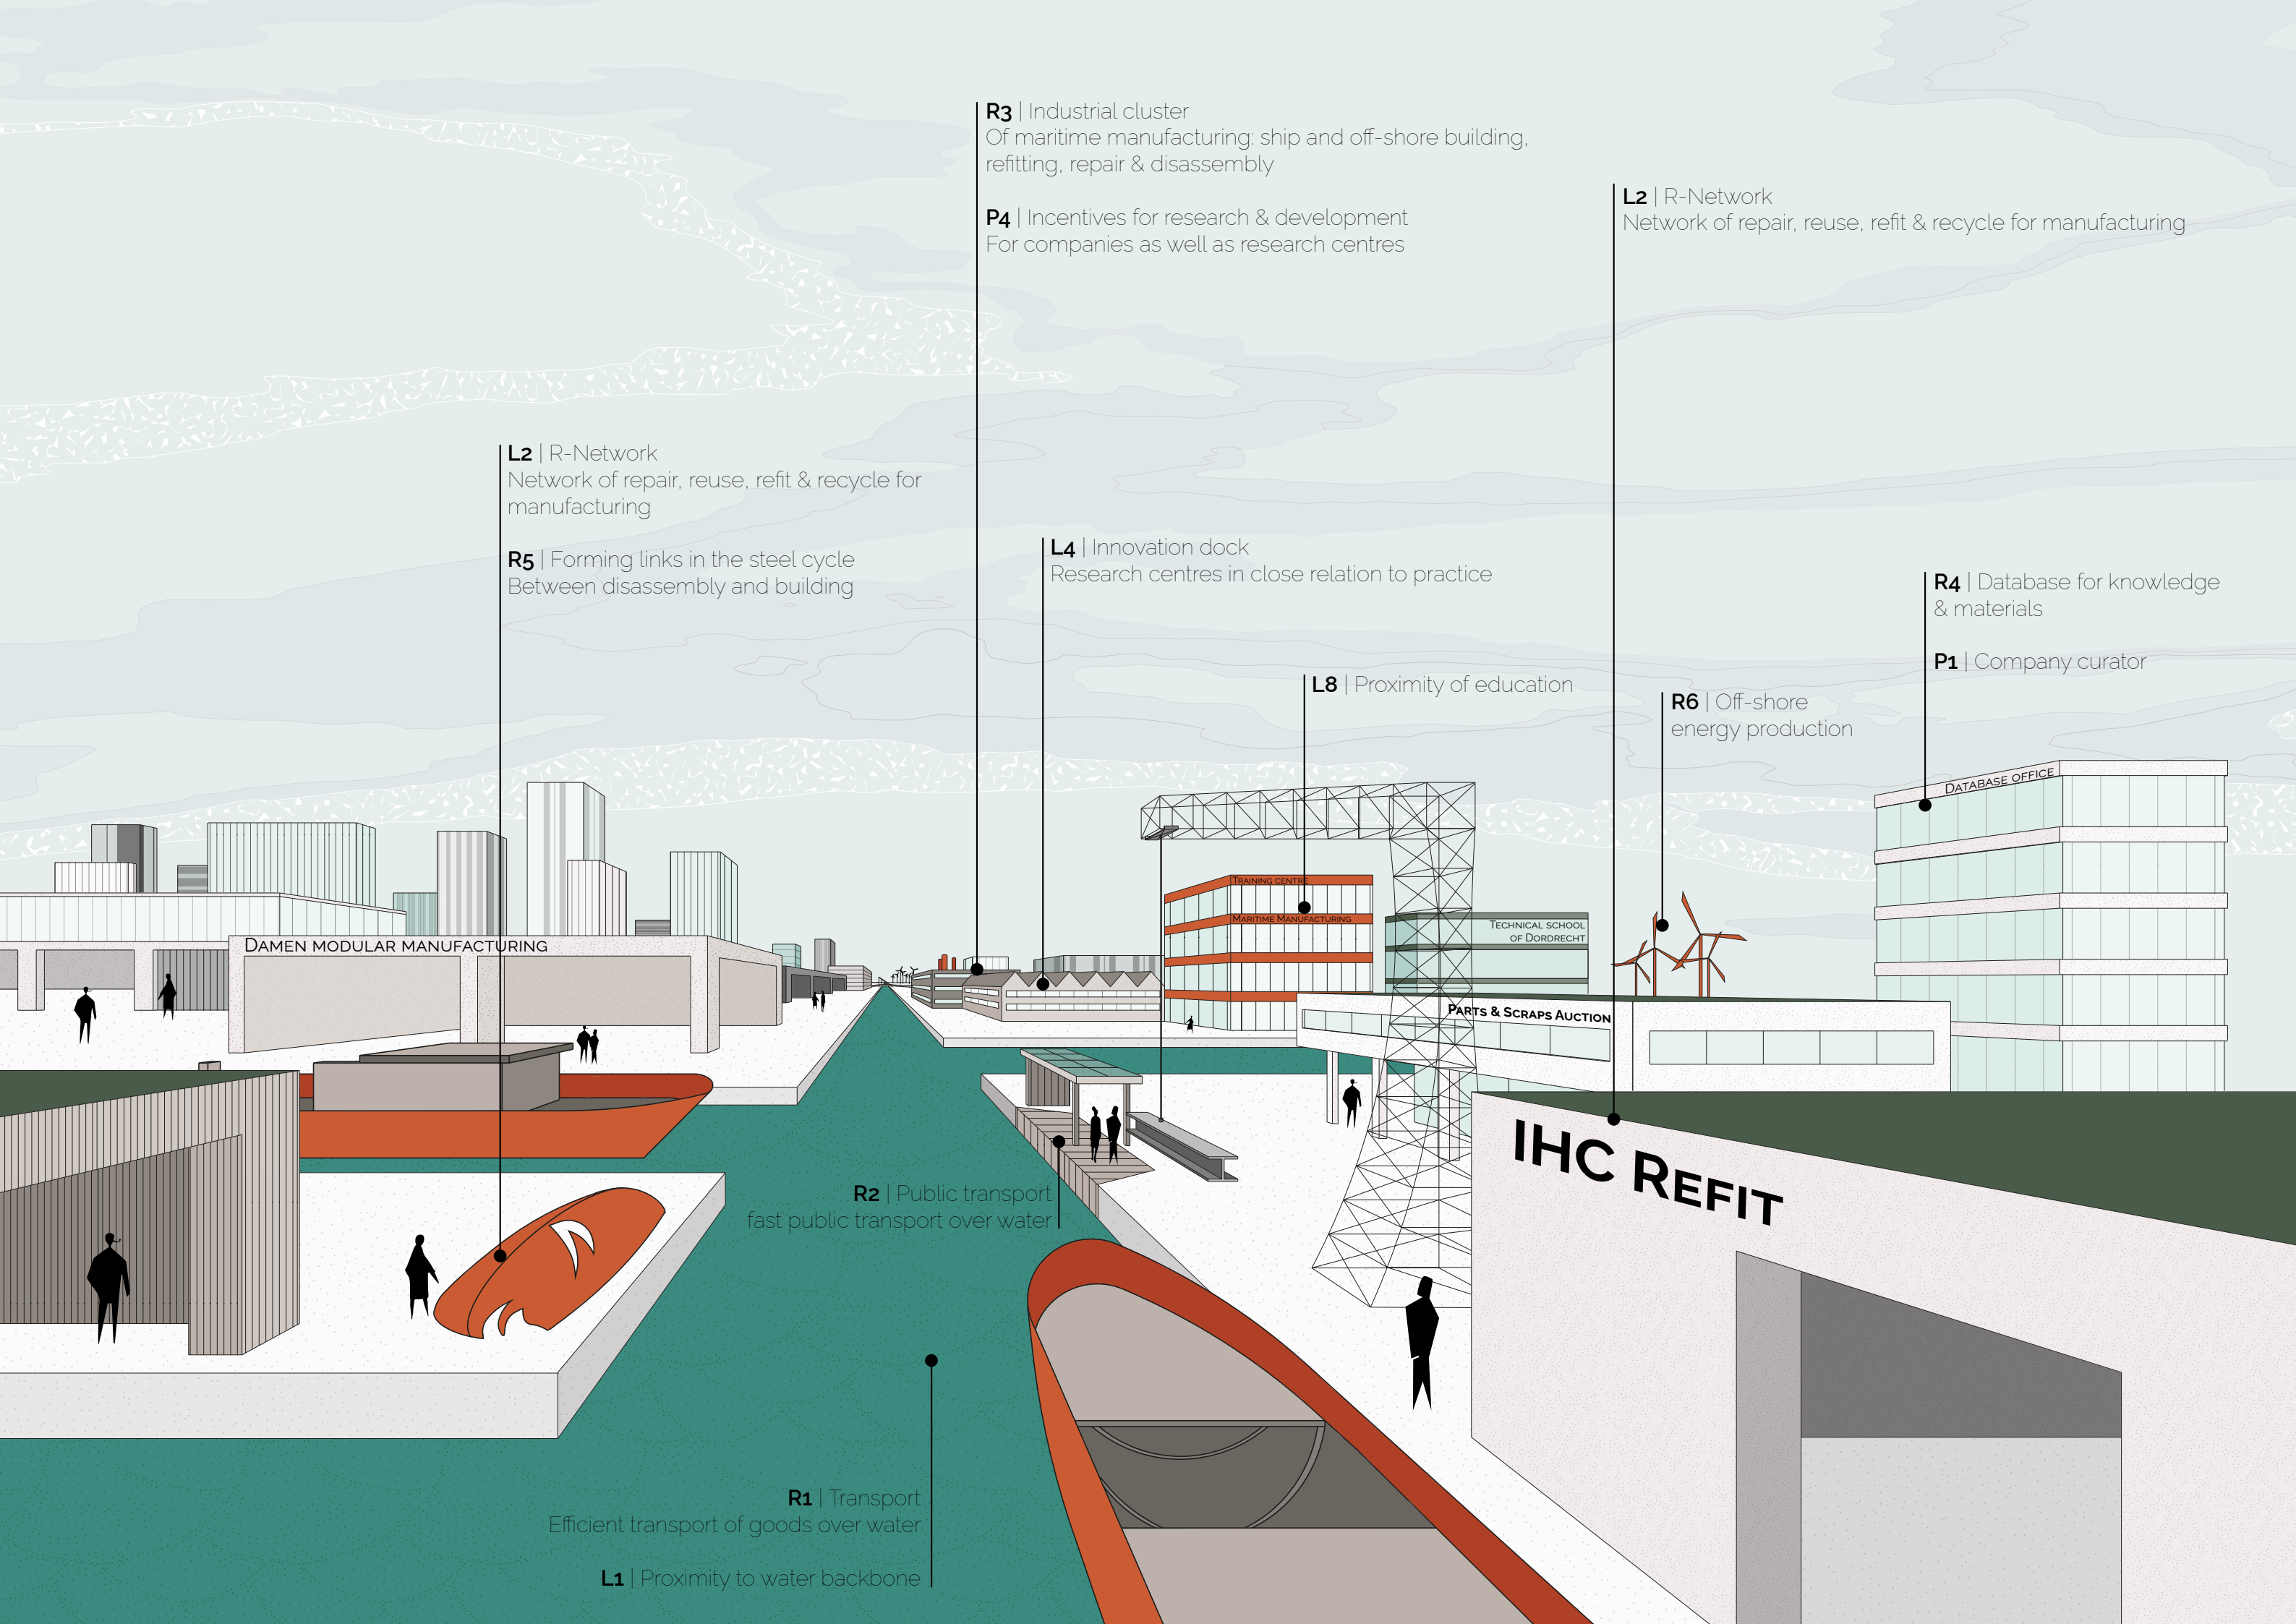 R3 | Industrial cluster
Of maritime manufacturing: ship and off-shore building,
refitting, repair & disassembly
P4 | Incentives for research & development
For companies as well as research centres
L2 | R-Network
Network of repair, reuse, refit & recycle for manufacturing
L2 | R-Network
Network of repair, reuse, refit & recycle for
manufacturing
R5 | Forming links in the steel cycle
Between disassembly and building
L4 | Innovation dock
Research centres in close relation to practice
R4 | Database for knowledge
& materials
P1 | Company curator
L8 | Proximity of education
R6 | Off-shore
energy production
Database office
Training centre
Maritime Manufacturing
Technical school
of Dordrecht
Damen modular manufacturing
Parts & Scraps Auction
IHC Refit
R2 | Public transport
fast public transport over water
R1 | Transport
Efficient transport of goods over water
L1 | Proximity to water backbone